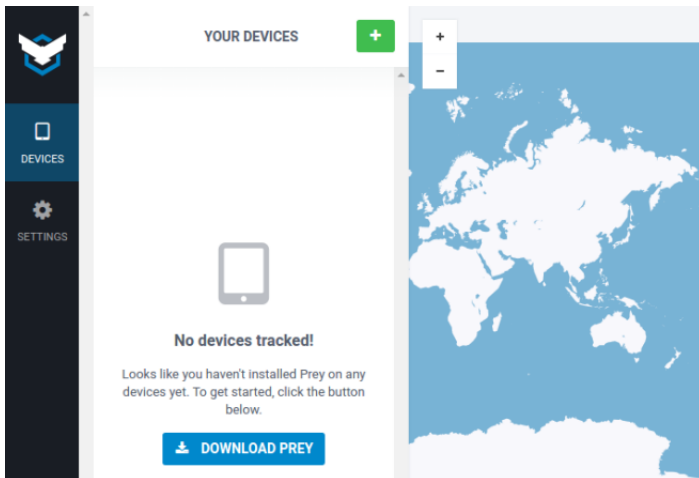 YOUR DEVICES
+
+
−
DEVICES
SETTINGS
No devices tracked!
Looks like you haven't installed Prey on any
devices yet. To get started, click the button
below.
DOWNLOAD PREY